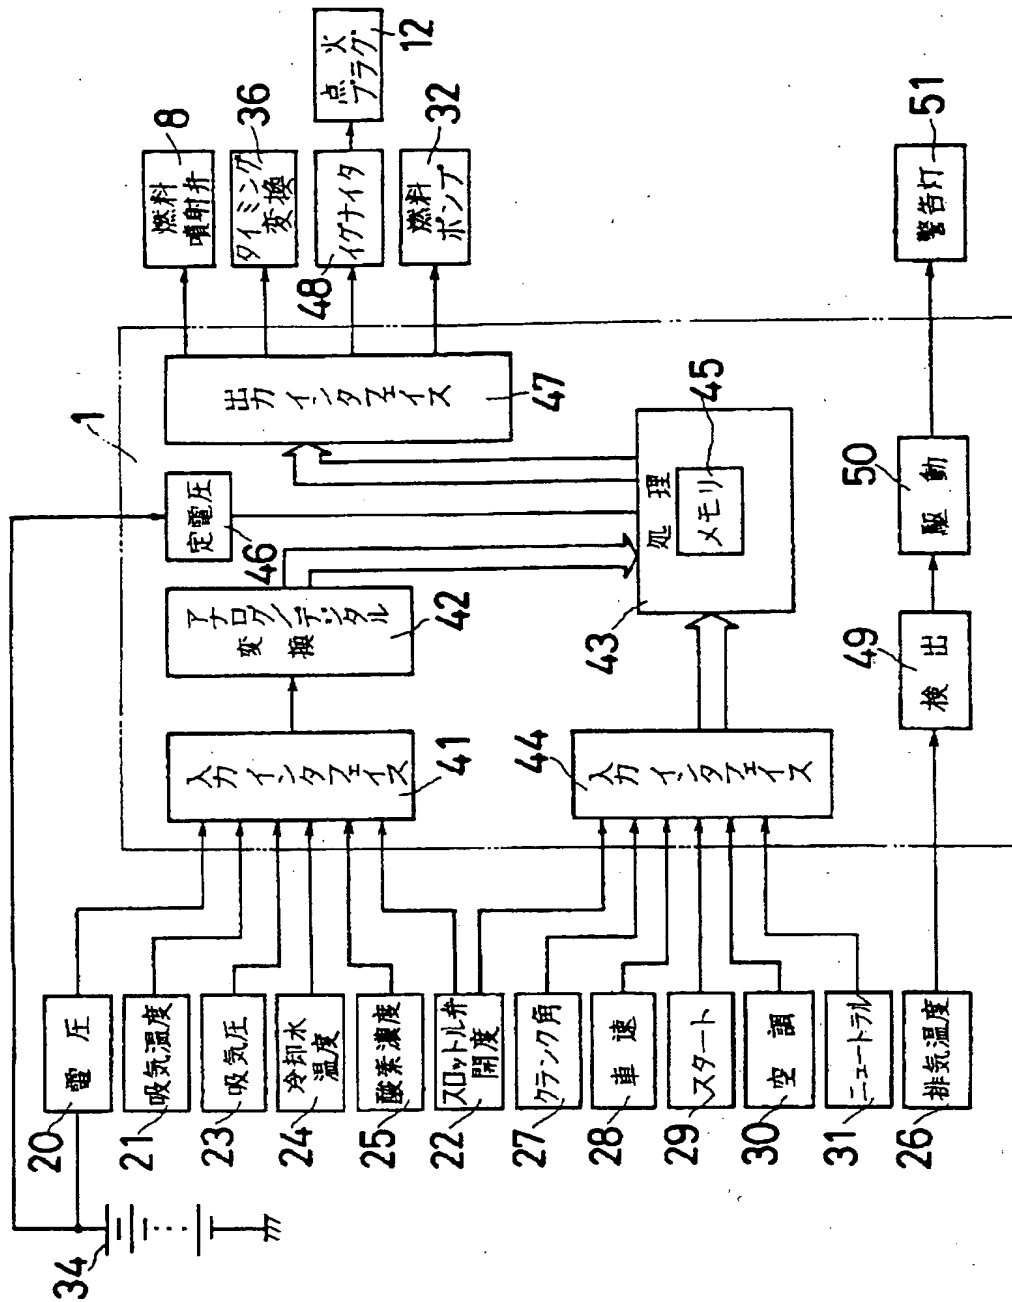 34
20
電圧
21
吸気温度
23
吸気圧
24
冷却水
温度
25
酸素濃度
22
スロットル弁
開度
27
クランク角
28
車速
29
スタート
30
空調
31
ニュートラル
26
排気温度
1
入力インタフェイス
41
アナログ/デジタル
変換
42
定電圧
46
出力インタフェイス
47
入力インタフェイス
44
処理
43
メモリ
45
検出
49
駆動
50
警告灯
51
燃料
噴射弁
8
タイミング
変換
36
イグナイタ
48
点火
プラグ
12
燃料
ポンプ
32